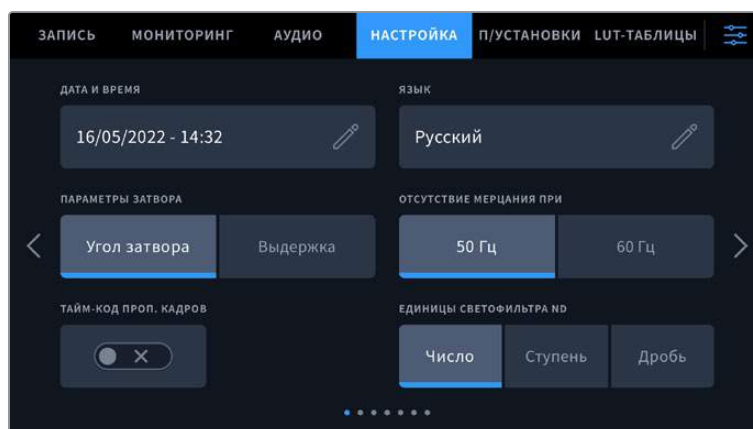 ЗАПИСЬ МОНИТОРИНГ АУДИО НАСТРОЙКА П/УСТАНОВКИ LUT-ТАБЛИЦЫ
ДАТА И ВРЕМЯ ЯЗЫК
16/05/2022 - 14:32 Русский
ПАРАМЕТРЫ ЗАТВОРА ОТСУТСТВИЕ МЕРЦАНИЯ ПРИ
Угол затвора Выдержка 50 Гц 60 Гц
ТАЙМ-КОД ПРОП. КАДРОВ ЕДИНИЦЫ СВЕТОФИЛЬТРА ND
Число Ступень Дробь